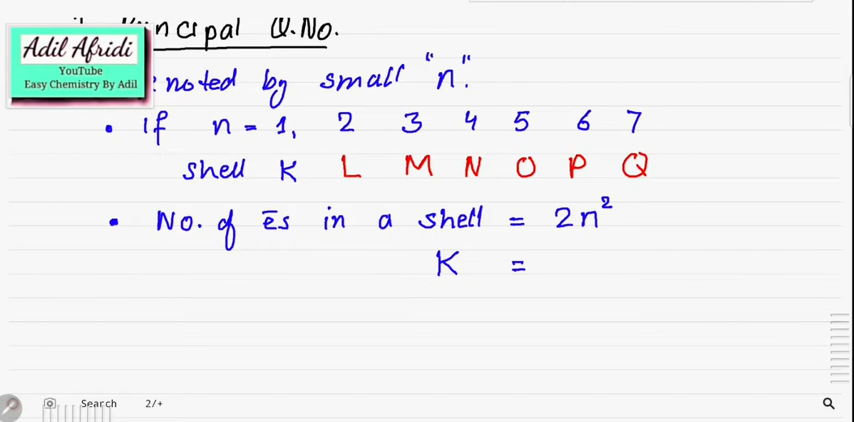 Principal Q.No.
Adil Afridi
YouTube
Easy Chemistry By Adil
noted by small "n".
• If n = 1, 2 3 4 5 6 7
shell K L M N O P Q
• No. of ēs in a shell = 2n²
K =
Search 2/+